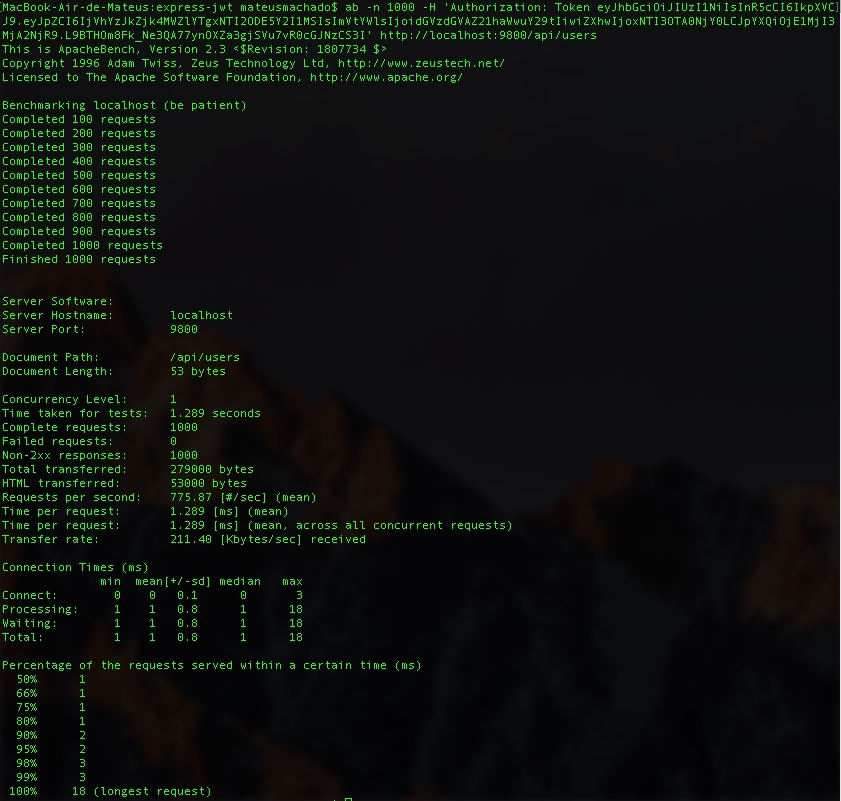 [MacBook-Air-de-Mateus:express-jwt mateusmachado$ ab -n 1000 -H 'Authorization: Token eyJhbGciOiJIUzI1NiIsInR5cCI6IkpXVC]
J9.eyJpZCI6IjVhYzJkZjk4MWZlYTgxNTI2ODE5Y2I1MSIsImVtYWlsIjoidGVzdGVAZ21haWwuY29tIiwiZXhwIjoxNTI3OTA0NjY0LCJpYXQiOjE1MjI3
MjA2NjR9.L9BTHOm8Fk_Ne3QA77ynOXZa3gjSVu7vR0cGJNzCS3I' http://localhost:9800/api/users
This is ApacheBench, Version 2.3 <$Revision: 1807734 $>
Copyright 1996 Adam Twiss, Zeus Technology Ltd, http://www.zeustech.net/
Licensed to The Apache Software Foundation, http://www.apache.org/
Benchmarking localhost (be patient)
Completed 100 requests
Completed 200 requests
Completed 300 requests
Completed 400 requests
Completed 500 requests
Completed 600 requests
Completed 700 requests
Completed 800 requests
Completed 900 requests
Completed 1000 requests
Finished 1000 requests
Server Software:
Server Hostname: localhost
Server Port: 9800
Document Path: /api/users
Document Length: 53 bytes
Concurrency Level: 1
Time taken for tests: 1.289 seconds
Complete requests: 1000
Failed requests: 0
Non-2xx responses: 1000
Total transferred: 279000 bytes
HTML transferred: 53000 bytes
Requests per second: 775.87 [#/sec] (mean)
Time per request: 1.289 [ms] (mean)
Time per request: 1.289 [ms] (mean, across all concurrent requests)
Transfer rate: 211.40 [Kbytes/sec] received
Connection Times (ms)
min mean[+/-sd] median max
Connect: 0 0 0.1 0 3
Processing: 1 1 0.8 1 18
Waiting: 1 1 0.8 1 18
Total: 1 1 0.8 1 18
Percentage of the requests served within a certain time (ms)
50% 1
66% 1
75% 1
80% 1
90% 2
95% 2
98% 3
99% 3
100% 18 (longest request)